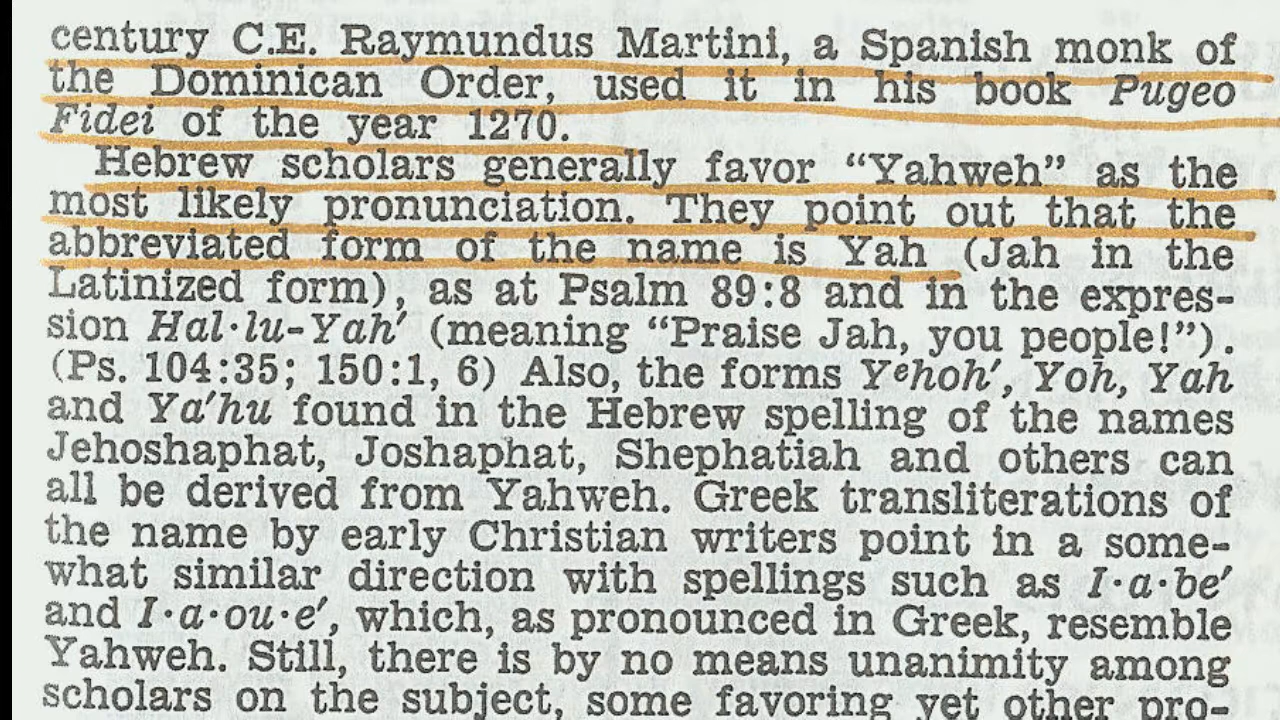 century C.E. Raymundus Martini, a Spanish monk of
the Dominican Order, used it in his book Pugeo
Fidei of the year 1270.
Hebrew scholars generally favor “Yahweh” as the
most likely pronunciation. They point out that the
abbreviated form of the name is Yah (Jah in the
Latinized form), as at Psalm 89:8 and in the expres-
sion Hal·lu-Yah′ (meaning “Praise Jah, you people!”).
(Ps. 104:35; 150:1, 6) Also, the forms Yᵉhoh′, Yoh, Yah
and Ya′hu found in the Hebrew spelling of the names
Jehoshaphat, Joshaphat, Shephatiah and others can
all be derived from Yahweh. Greek transliterations of
the name by early Christian writers point in a some-
what similar direction with spellings such as I·a·be′
and I·a·ou·e′, which, as pronounced in Greek, resemble
Yahweh. Still, there is by no means unanimity among
scholars on the subject, some favoring yet other pro-